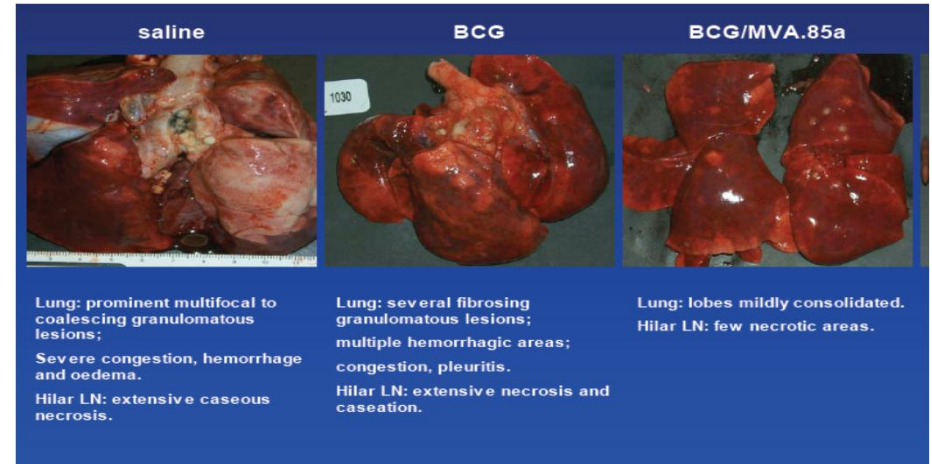 saline
BCG
BCG/MVA.85a
1030
Lung: prominent multifocal to
coalescing granulomatous
lesions;
Severe congestion, hemorrhage
and oedema.
Hilar LN: extensive caseous
necrosis.
Lung: several fibrosing
granulomatous lesions;
multiple hemorrhagic areas;
congestion, pleuritis.
Hilar LN: extensive necrosis and
caseation.
Lung: lobes mildly consolidated.
Hilar LN: few necrotic areas.